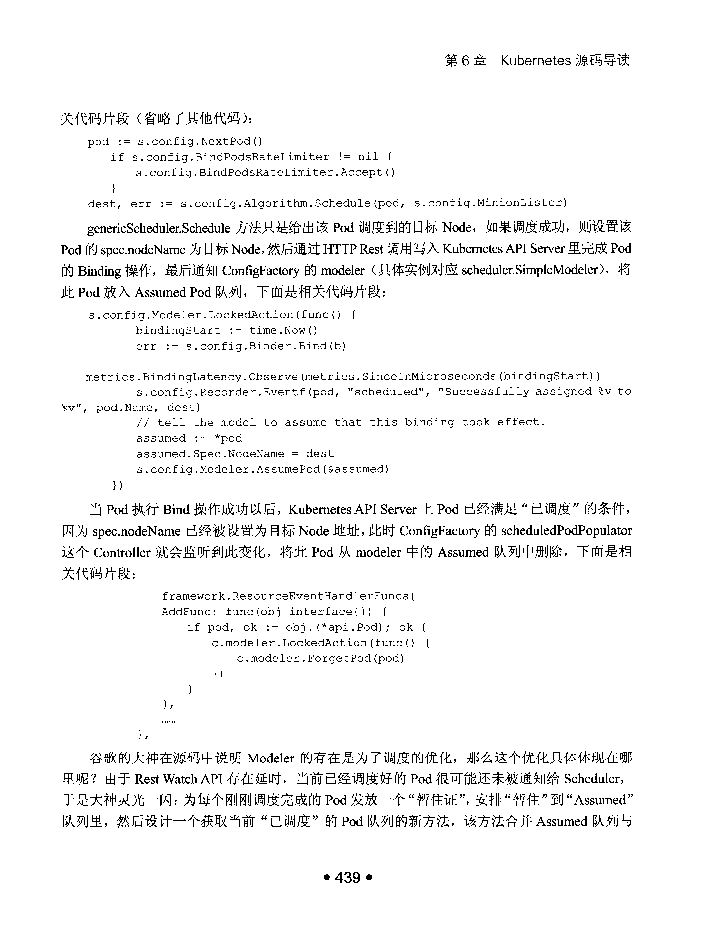 第 6 章 Kubernetes 源码导读
关代码片段（省略了其他代码）：
pod := s.config.NextPod()
if s.config.BindPodsRateLimiter != nil {
s.config.BindPodsRateLimiter.Accept()
}
dest, err := s.config.Algorithm.Schedule(pod, s.config.MinionLister)
genericScheduler.Schedule 方法只是给出该 Pod 调度到的目标 Node，如果调度成功，则设置该
Pod 的 spec.nodeName 为目标 Node，然后通过 HTTP Rest 调用写入 Kubernetes API Server 里完成 Pod
的 Binding 操作，最后通知 ConfigFactory 的 modeler（具体实例对应 scheduler.SimpleModeler），将
此 Pod 放入 Assumed Pod 队列，下面是相关代码片段：
s.config.Modeler.LockedAction(func() {
bindingStart := time.Now()
err := s.config.Binder.Bind(b)
metrics.BindingLatency.Observe(metrics.SinceInMicroseconds(bindingStart))
s.config.Recorder.Eventf(pod, "scheduled", "Successfully assigned %v to
%v", pod.Name, dest)
// tell the model to assume that this binding took effect.
assumed := *pod
assumed.Spec.NodeName = dest
s.config.Modeler.AssumePod(&assumed)
})
当 Pod 执行 Bind 操作成功以后，Kubernetes API Server 上 Pod 已经满足“已调度”的条件，
因为 spec.nodeName 已经被设置为目标 Node 地址，此时 ConfigFactory 的 scheduledPodPopulator
这个 Controller 就会监听到此变化，将此 Pod 从 modeler 中的 Assumed 队列中删除，下面是相
关代码片段：
framework.ResourceEventHandlerFuncs{
AddFunc: func(obj interface{}) {
if pod, ok := obj.(*api.Pod); ok {
c.modeler.LockedAction(func() {
c.modeler.ForgetPod(pod)
})
}
},
……
},
谷歌的大神在源码中说明 Modeler 的存在是为了调度的优化，那么这个优化具体体现在哪
里呢？由于 Rest Watch API 存在延时，当前已经调度好的 Pod 很可能还未被通知给 Scheduler，
于是大神灵光一闪：为每个刚刚调度完成的 Pod 发放一个“暂住证”，安排“暂住”到“Assumed”
队列里，然后设计一个获取当前“已调度”的 Pod 队列的新方法，该方法合并 Assumed 队列与
• 439 •